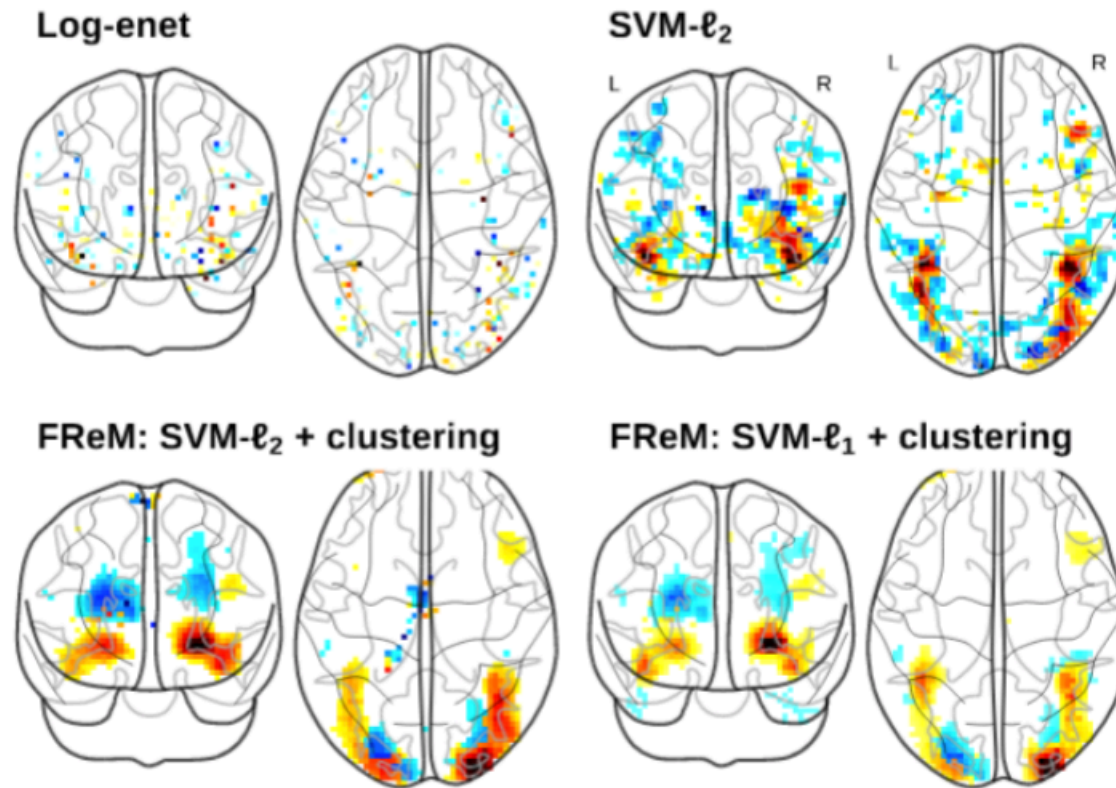 Log-enet
SVM-ℓ₂
L
R
L
R
FReM: SVM-ℓ₂ + clustering
FReM: SVM-ℓ₁ + clustering